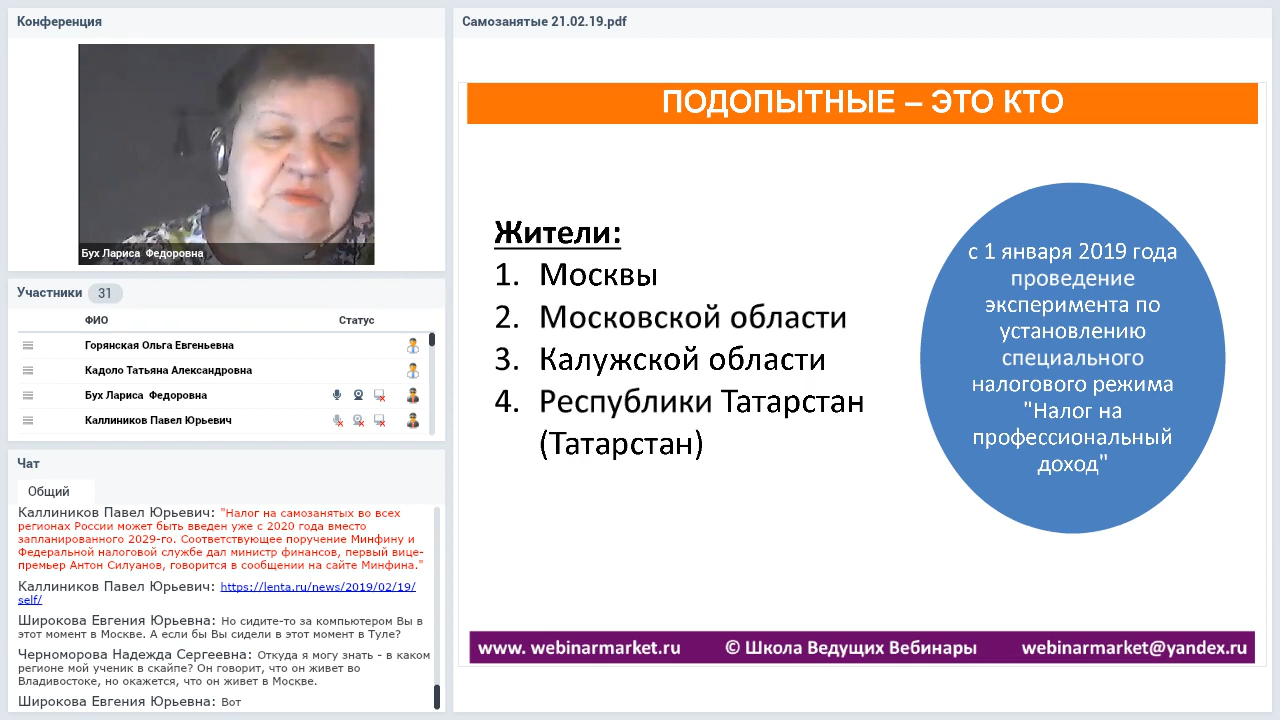 Конференция
Бух Лариса  Федоровна
Участники 31
ФИО Статус
Горянская Ольга Евгеньевна
Кадоло Татьяна Александровна
Бух Лариса  Федоровна
Каллиников Павел Юрьевич
Чат
Общий
Каллиников Павел Юрьевич: "Налог на самозанятых во всех
регионах России может быть введен уже с 2020 года вместо
запланированного 2029-го. Соответствующее поручение Минфину и
Федеральной налоговой службе дал министр финансов, первый вице-
премьер Антон Силуанов, говорится в сообщении на сайте Минфина."
Каллиников Павел Юрьевич: https://lenta.ru/news/2019/02/19/
self/
Широкова Евгения Юрьевна: Но сидите-то за компьютером Вы в
этот момент в Москве. А если бы Вы сидели в этот момент в Туле?
Черноморова Надежда Сергеевна: Откуда я могу знать - в каком
регионе мой ученик в скайпе? Он говорит, что он живет во
Владивостоке, но окажется, что он живет в Москве.
Широкова Евгения Юрьевна: Вот
Самозанятые 21.02.19.pdf
ПОДОПЫТНЫЕ – ЭТО КТО
Жители:
1. Москвы
2. Московской области
3. Калужской области
4. Республики Татарстан
(Татарстан)
с 1 января 2019 года
проведение
эксперимента по
установлению
специального
налогового режима
"Налог на
профессиональный
доход"
www. webinarmarket.ru © Школа Ведущих Вебинары webinarmarket@yandex.ru